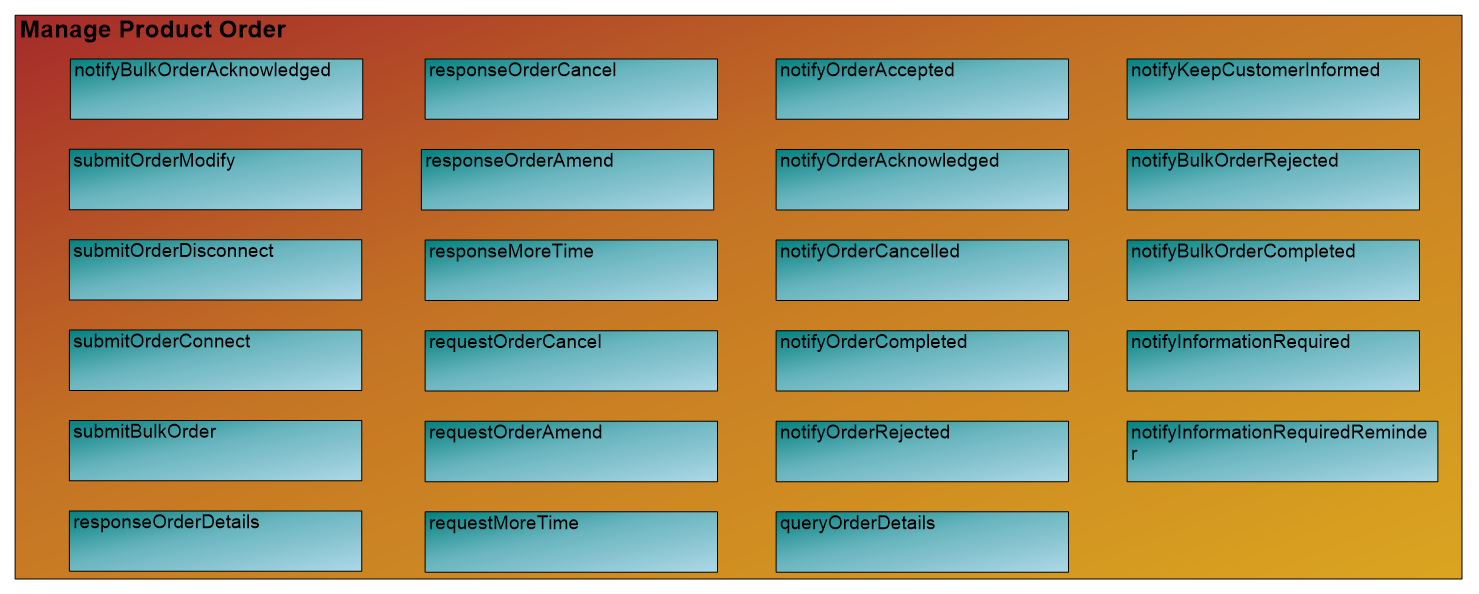 Manage Product Order
notifyBulkOrderAcknowledged
responseOrderCancel
notifyOrderAccepted
notifyKeepCustomerInformed
submitOrderModify
responseOrderAmend
notifyOrderAcknowledged
notifyBulkOrderRejected
submitOrderDisconnect
responseMoreTime
notifyOrderCancelled
notifyBulkOrderCompleted
submitOrderConnect
requestOrderCancel
notifyOrderCompleted
notifyInformationRequired
submitBulkOrder
requestOrderAmend
notifyOrderRejected
notifyInformationRequiredReminde
r
responseOrderDetails
requestMoreTime
queryOrderDetails